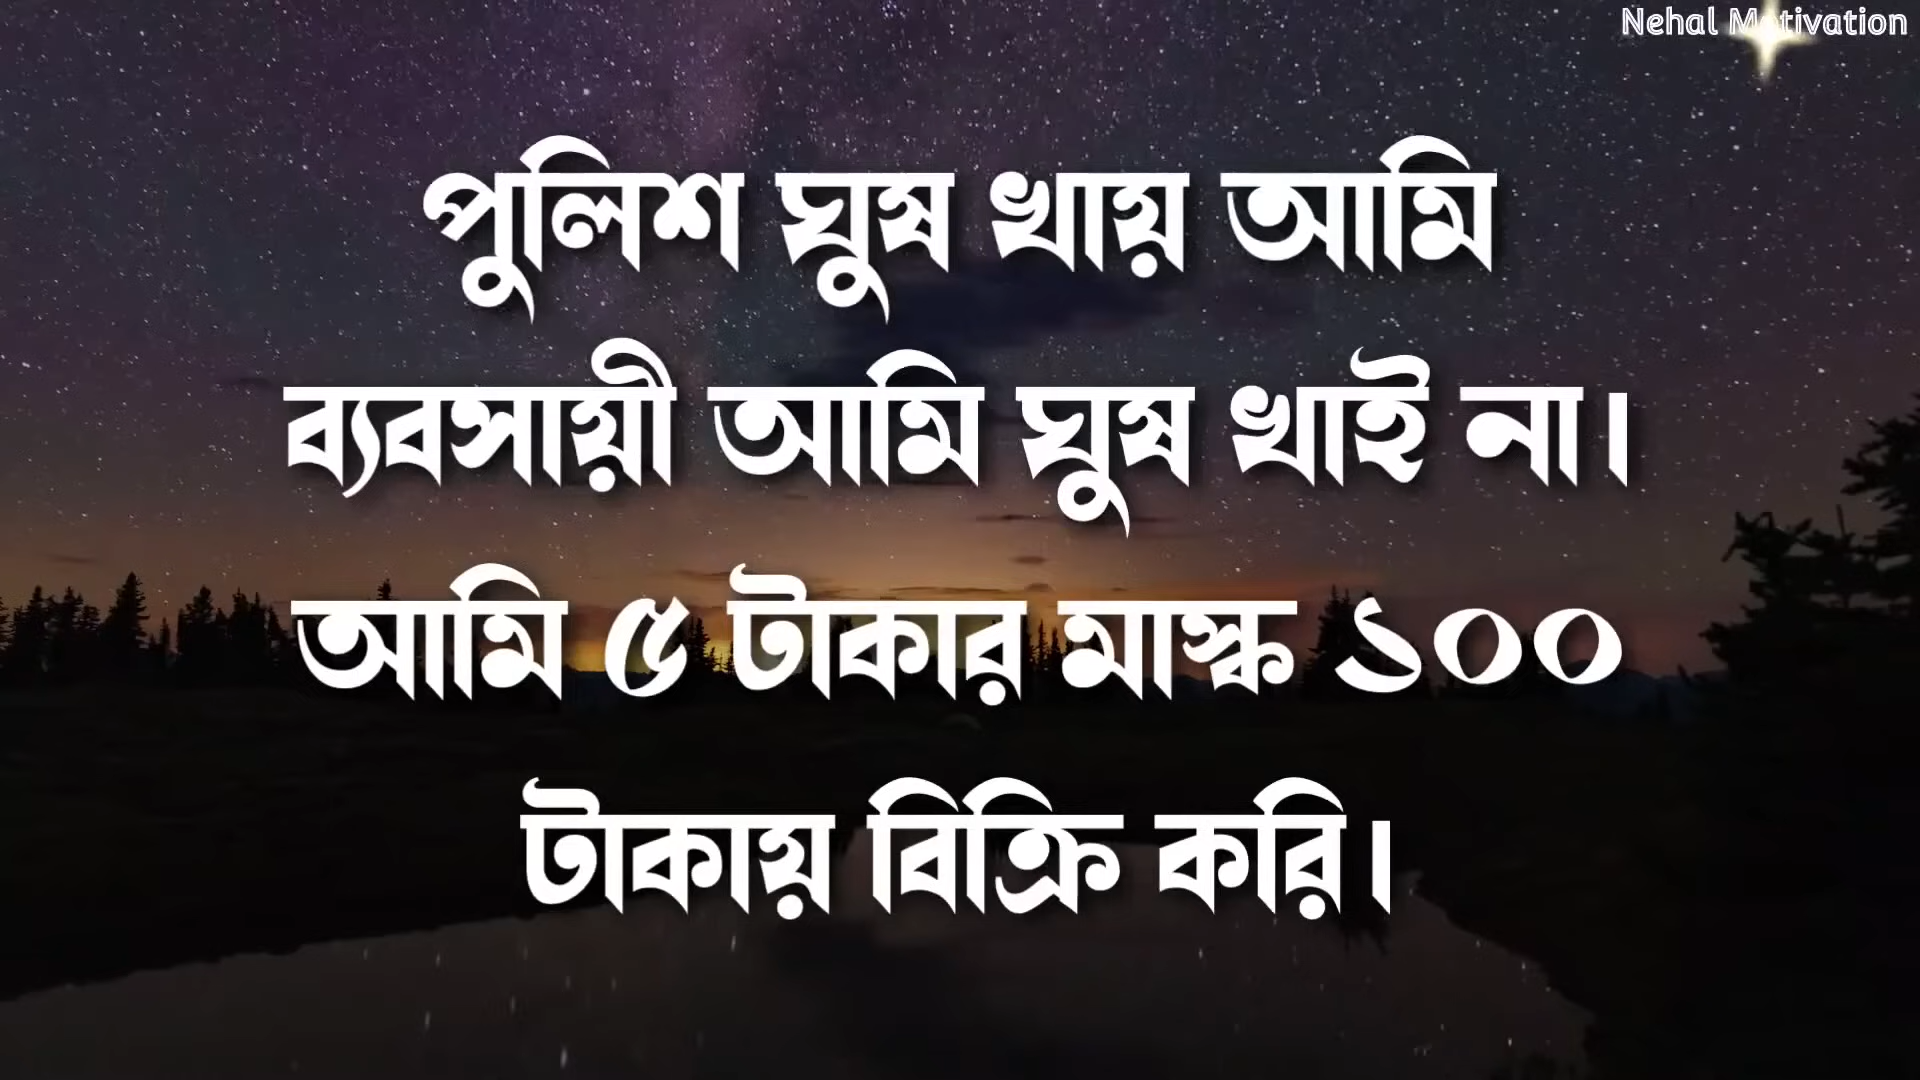 Nehal Motivation
পুলিশ ঘুষ খায় আমি
ব্যবসায়ী আমি ঘুষ খাই না।
আমি ৫ টাকার মাস্ক ১০০
টাকায় বিক্রি করি।